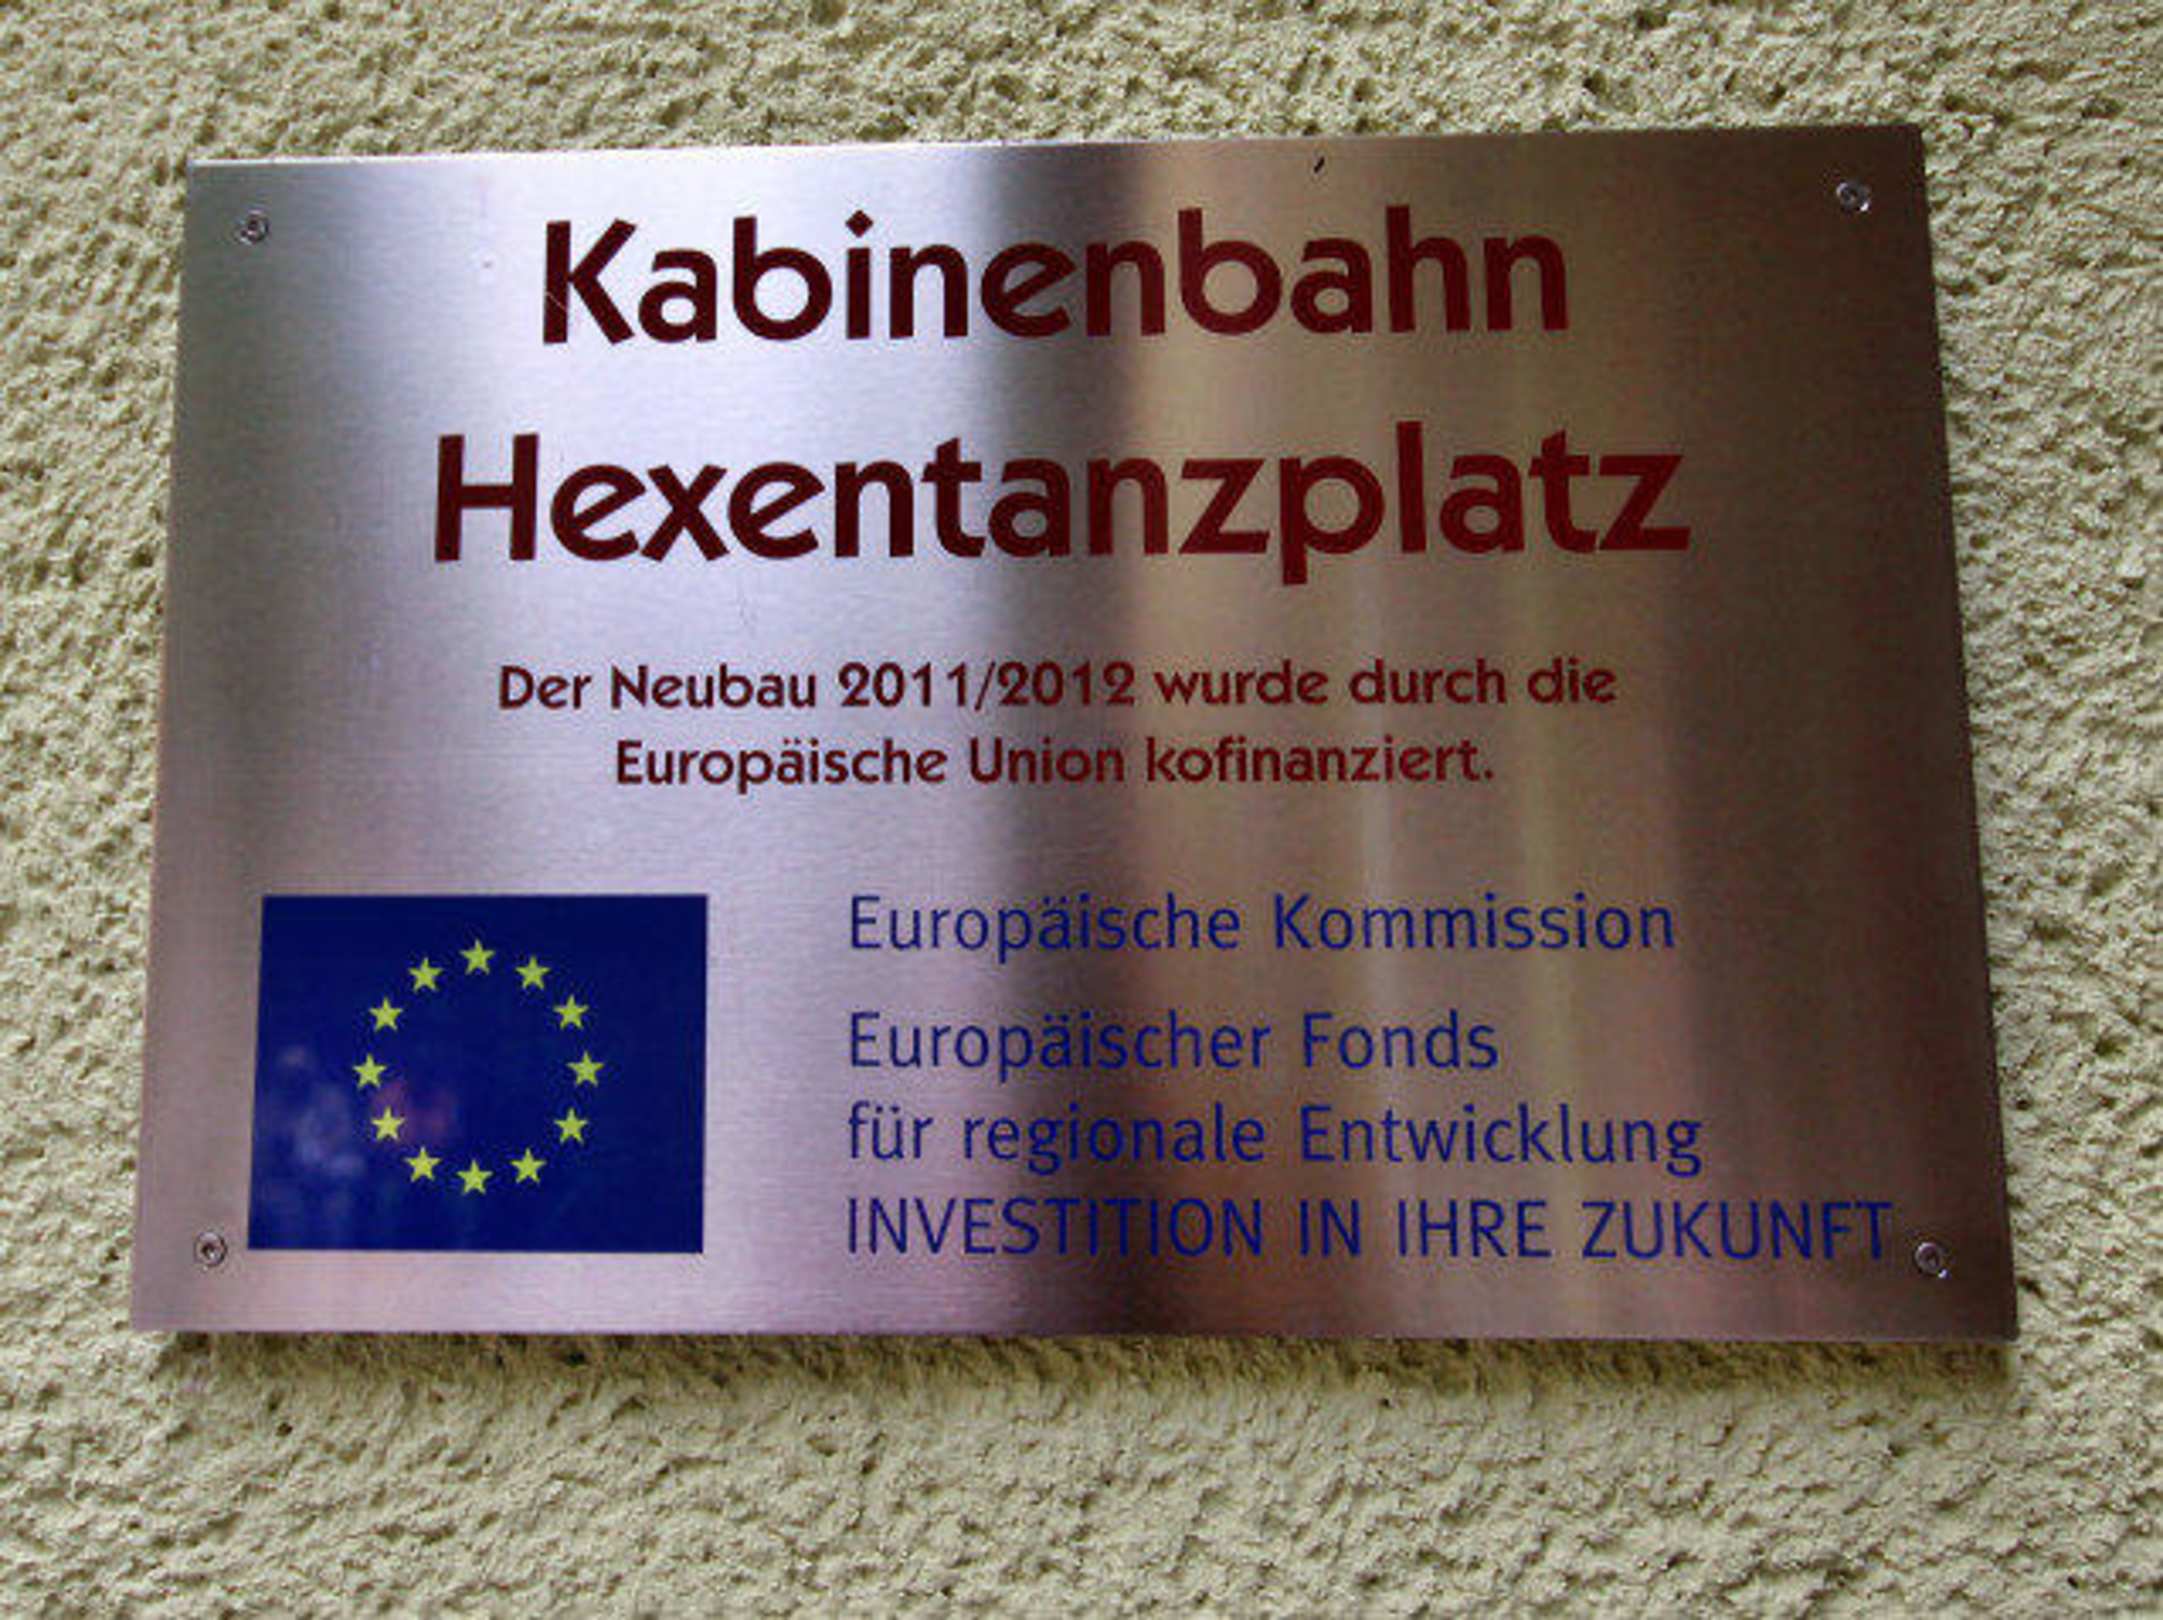 Kabinenbahn
Hexentanzplatz
Der Neubau 2011/2012 wurde durch die
Europäische Union kofinanziert.
Europäische Kommission
Europäischer Fonds
für regionale Entwicklung
INVESTITION IN IHRE ZUKUNFT